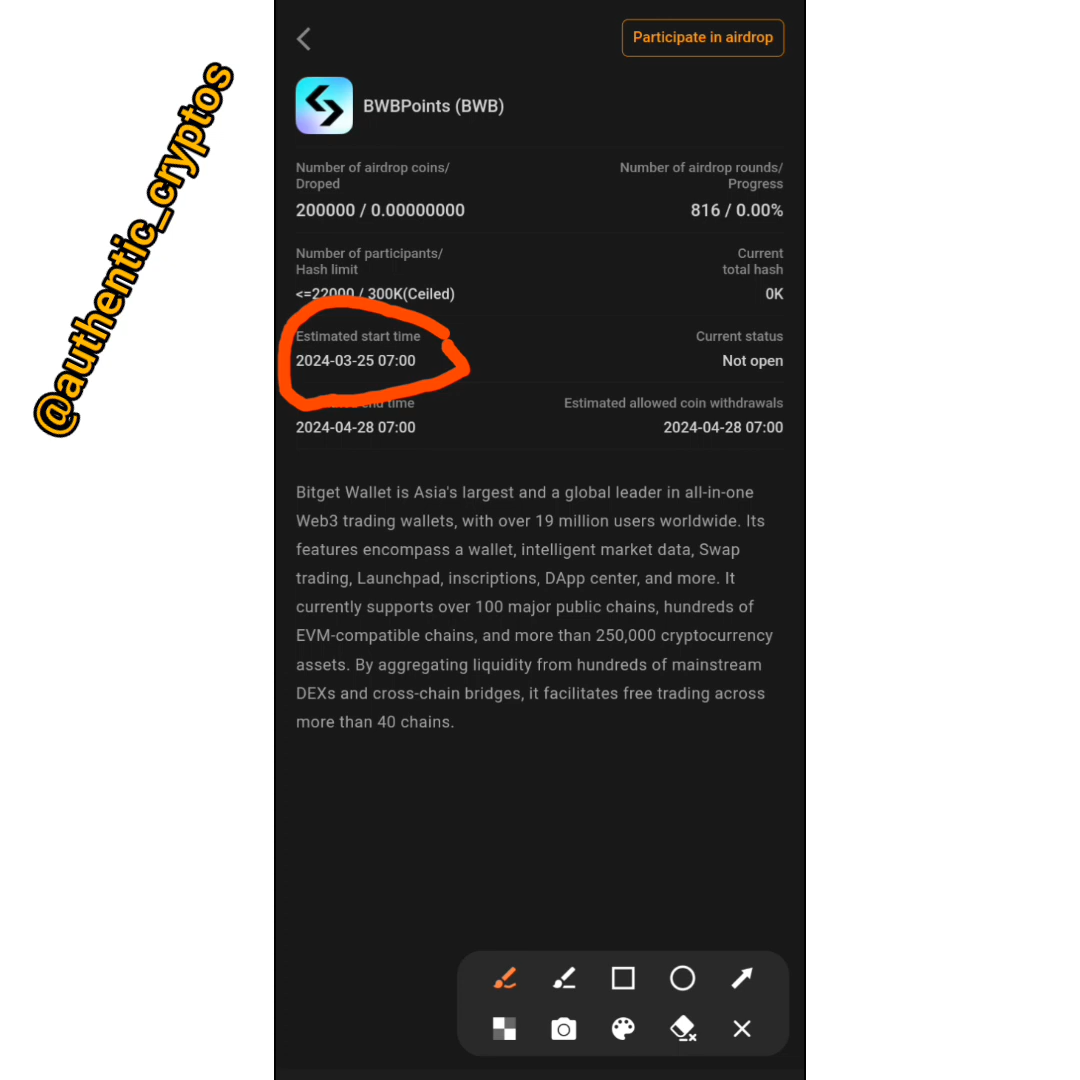 @authentic_cryptos
Participate in airdrop
BWBPoints (BWB)
Number of airdrop coins/
Droped
Number of airdrop rounds/
Progress
200000 / 0.00000000
816 / 0.00%
Number of participants/
Hash limit
Current
total hash
<=22000 / 300K(Ceiled)
0K
Estimated start time
Current status
2024-03-25 07:00
Not open
end time
Estimated allowed coin withdrawals
2024-04-28 07:00
2024-04-28 07:00
Bitget Wallet is Asia's largest and a global leader in all-in-one
Web3 trading wallets, with over 19 million users worldwide. Its
features encompass a wallet, intelligent market data, Swap
trading, Launchpad, inscriptions, DApp center, and more. It
currently supports over 100 major public chains, hundreds of
EVM-compatible chains, and more than 250,000 cryptocurrency
assets. By aggregating liquidity from hundreds of mainstream
DEXs and cross-chain bridges, it facilitates free trading across
more than 40 chains.